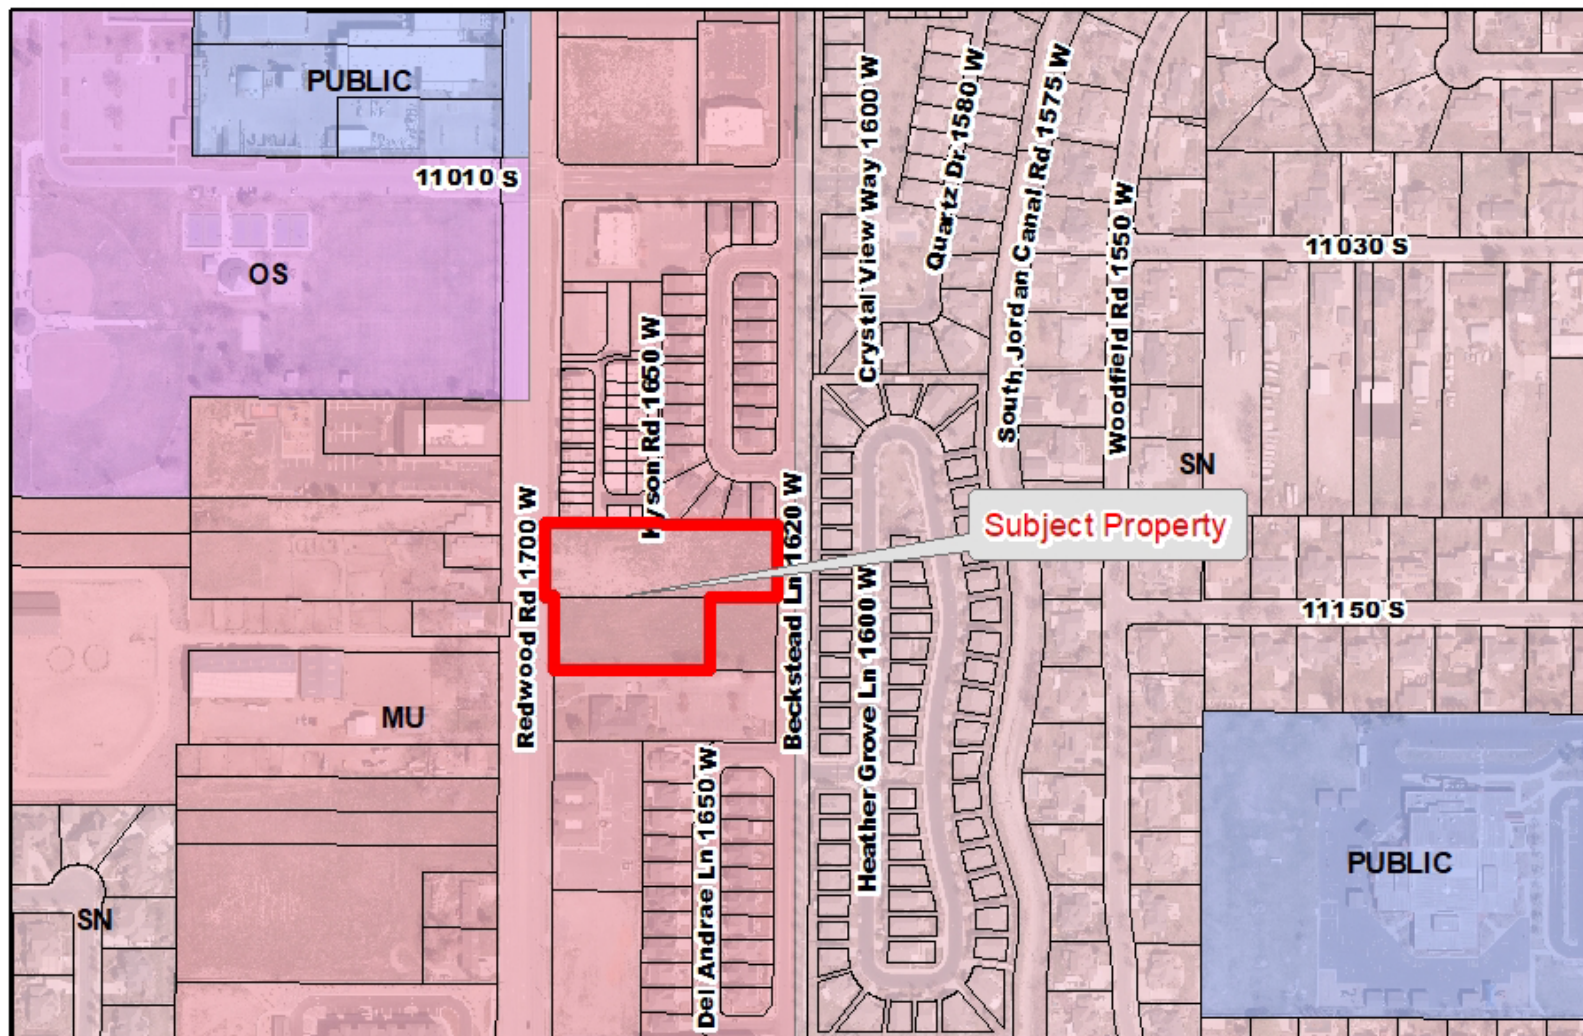 PUBLIC
11010 S
OS
Kyson Rd 1650 W
Crystal View Way 1600 W
Quartz Dr 1580 W
South Jordan Canal Rd 1575 W
Woodfield Rd 1550 W
11030 S
SN
Redwood Rd 1700 W
Beckstead Ln 1620 W
Subject Property
Heather Grove Ln 1600 W
11150 S
MU
Del Andrae Ln 1650 W
PUBLIC
SN